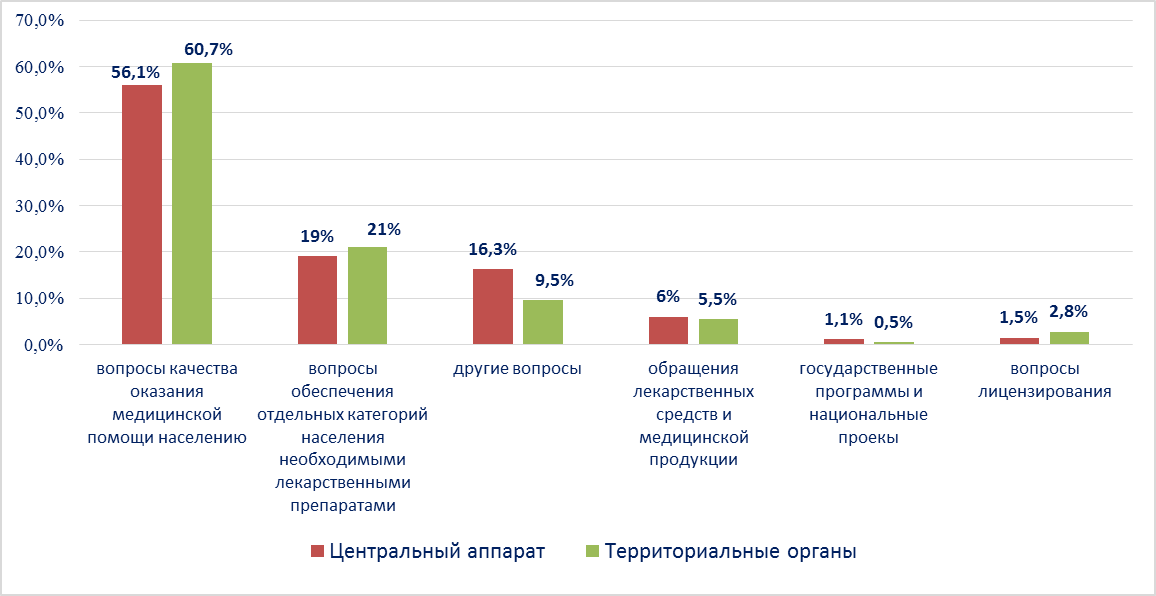 70,0%
60,0%
50,0%
40,0%
30,0%
20,0%
10,0%
0,0%
56,1%
60,7%
19%
21%
16,3%
9,5%
6%
5,5%
1,1%
0,5%
1,5%
2,8%
вопросы качества
оказания
медицинской
помощи населению
вопросы
обеспечения
отдельных категорий
населения
необходимыми
лекарственными
препаратами
другие вопросы
обращения
лекарственных
средств и
медицинской
продукции
государственные
программы и
национальные
проекы
вопросы
лицензирования
Центральный аппарат
Территориальные органы